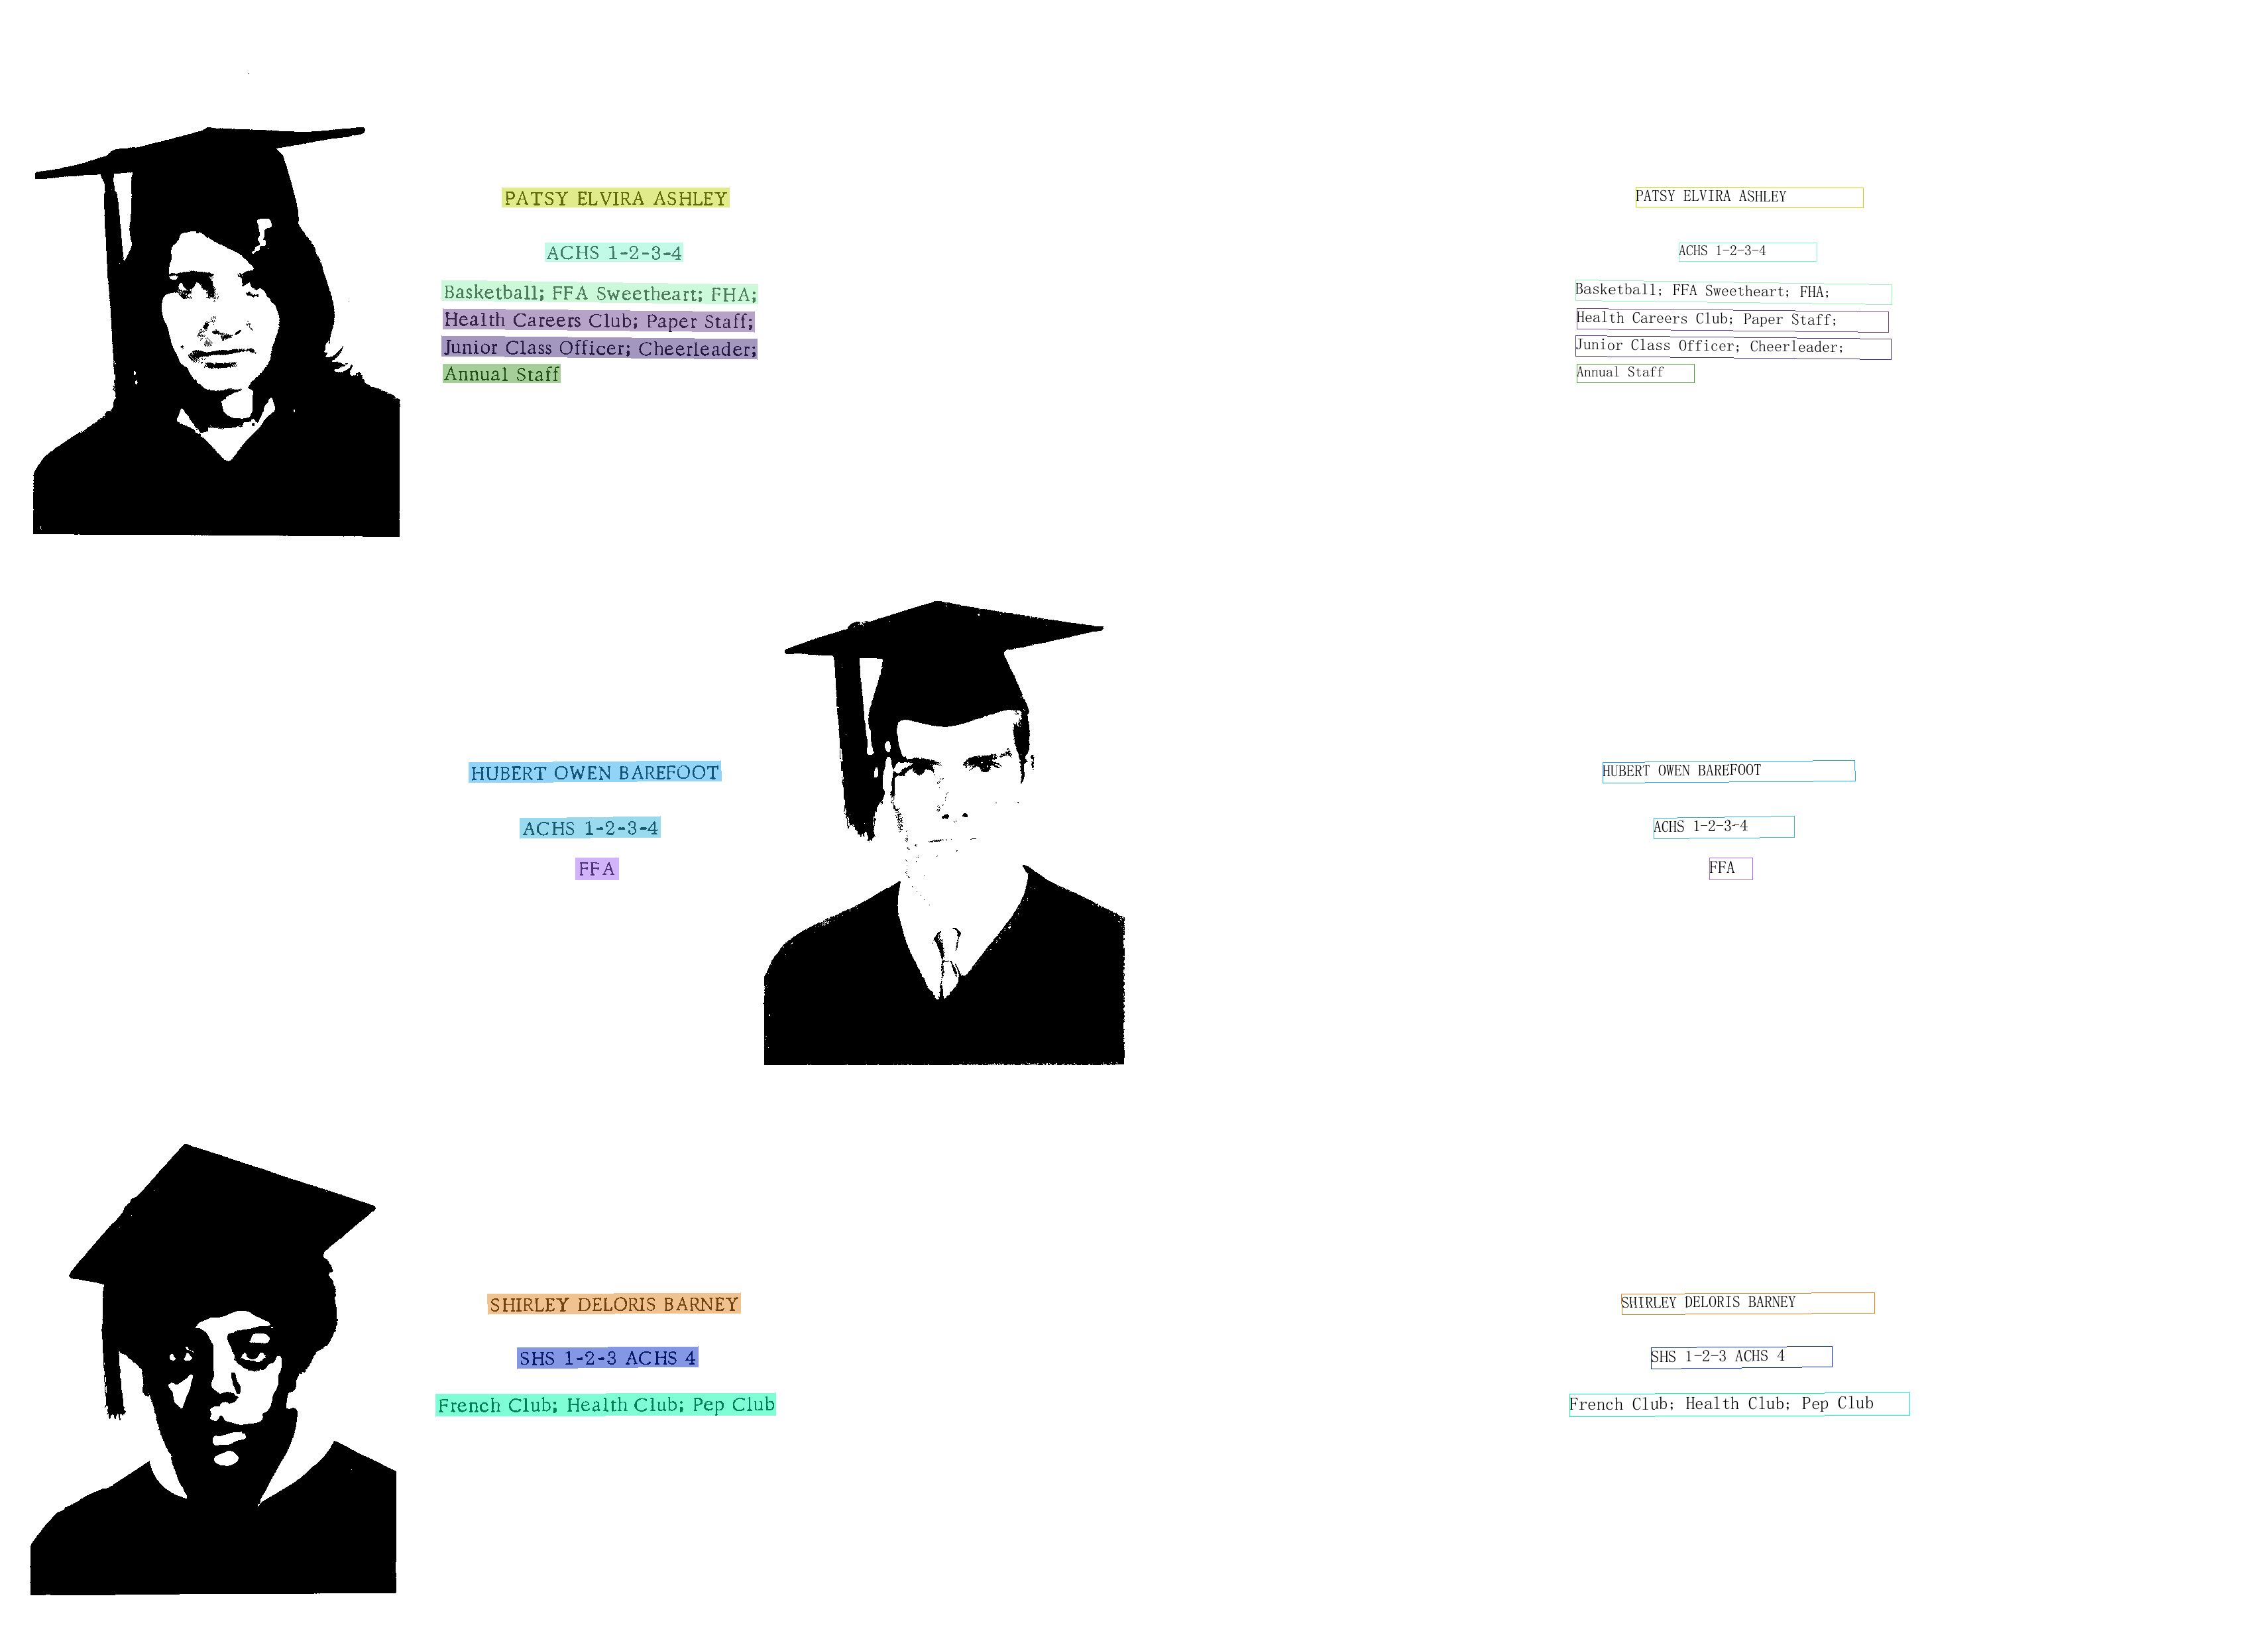 PATSY ELVIRA ASHLEY
ACHS 1-2-3-4
Basketball; FFA Sweetheart; FHA;
Health Careers Club; Paper Staff;
Junior Class Officer; Cheerleader;
Annual Staff
HUBERT OWEN BAREFOOT
ACHS 1-2-3-4
FFA
SHIRLEY DELORIS BARNEY
SHS 1-2-3 ACHS 4
French Club; Health Club; Pep Club
PATSY ELVIRA ASHLEY
ACHS 1-2-3-4
Basketball; FFA Sweetheart; FHA;
Health Careers Club; Paper Staff;
Junior Class Officer; Cheerleader;
Annual Staff
HUBERT OWEN BAREFOOT
ACHS 1-2-3-4
FFA
SHIRLEY DELORIS BARNEY
SHS 1-2-3 ACHS 4
French Club; Health Club; Pep Club